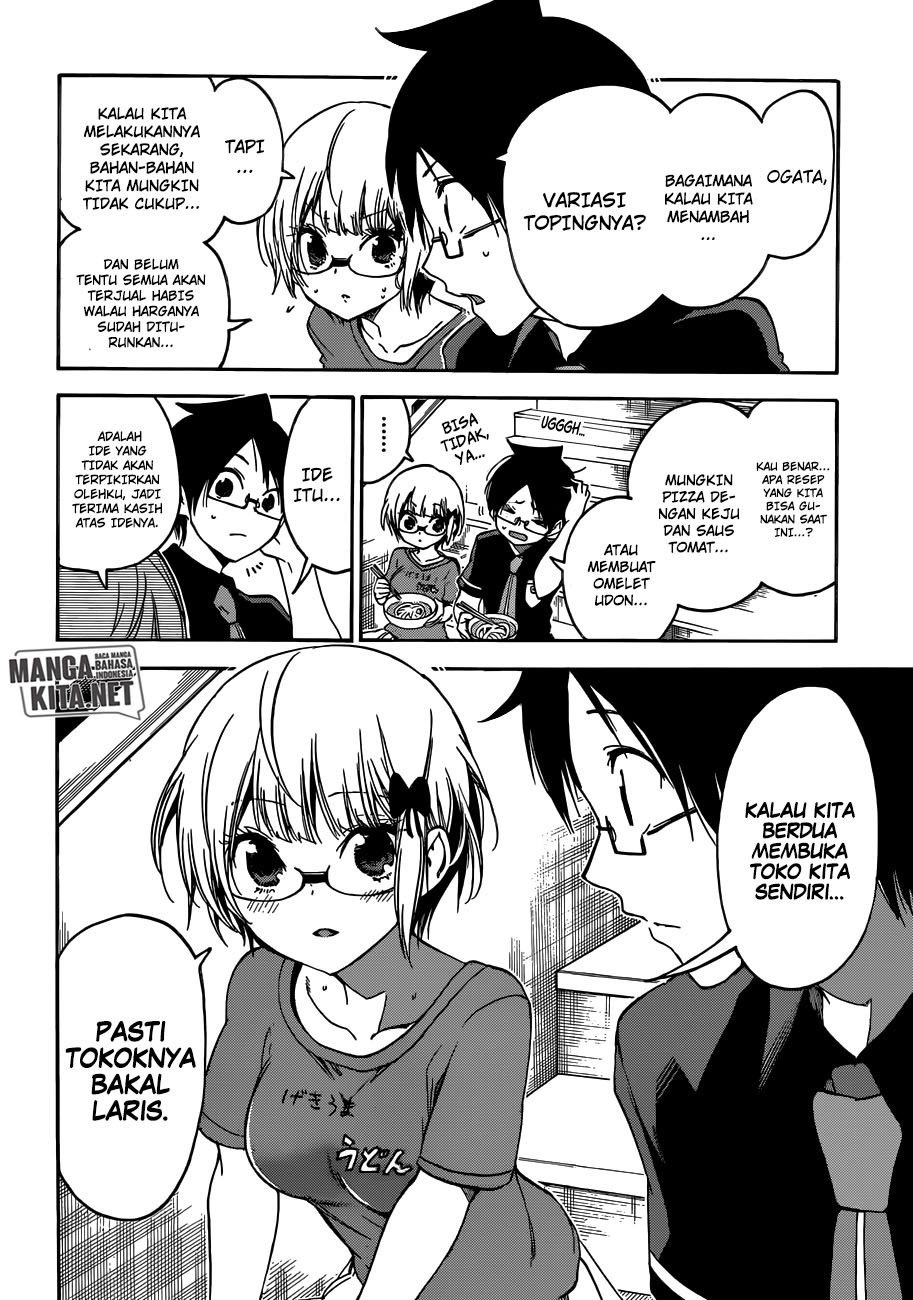 OGATA,
BAGAIMANA
KALAU KITA
MENAMBAH
...
VARIASI
TOPINGNYA?
TAPI
...
KALAU KITA
MELAKUKANNYA
SEKARANG,
BAHAN-BAHAN
KITA MUNGKIN
TIDAK CUKUP...
DAN BELUM
TENTU SEMUA AKAN
TERJUAL HABIS
WALAU HARGANYA
SUDAH DITU-
RUNKAN...
KAU BENAR...
APA RESEP
YANG KITA
BISA GU-
NAKAN SAAT
INI...?
MUNGKIN
PIZZA DE-
NGAN KEJU
DAN SAUS
TOMAT...
ATAU
MEMBUAT
OMELET
UDON...
UGGGH...
BISA
TIDAK,
YA...
......
IDE
ITU...
ADALAH
IDE YANG
TIDAK AKAN
TERPIKIRKAN
OLEHKU, JADI
TERIMA KASIH
ATAS IDENYA.
MANGA
KITA.NET
BACA MANGA
BAHASA
INDONESIA
KALAU KITA
BERDUA
MEMBUKA
TOKO KITA
SENDIRI...
PASTI
TOKOKNYA
BAKAL
LARIS.
げきうま
うどん